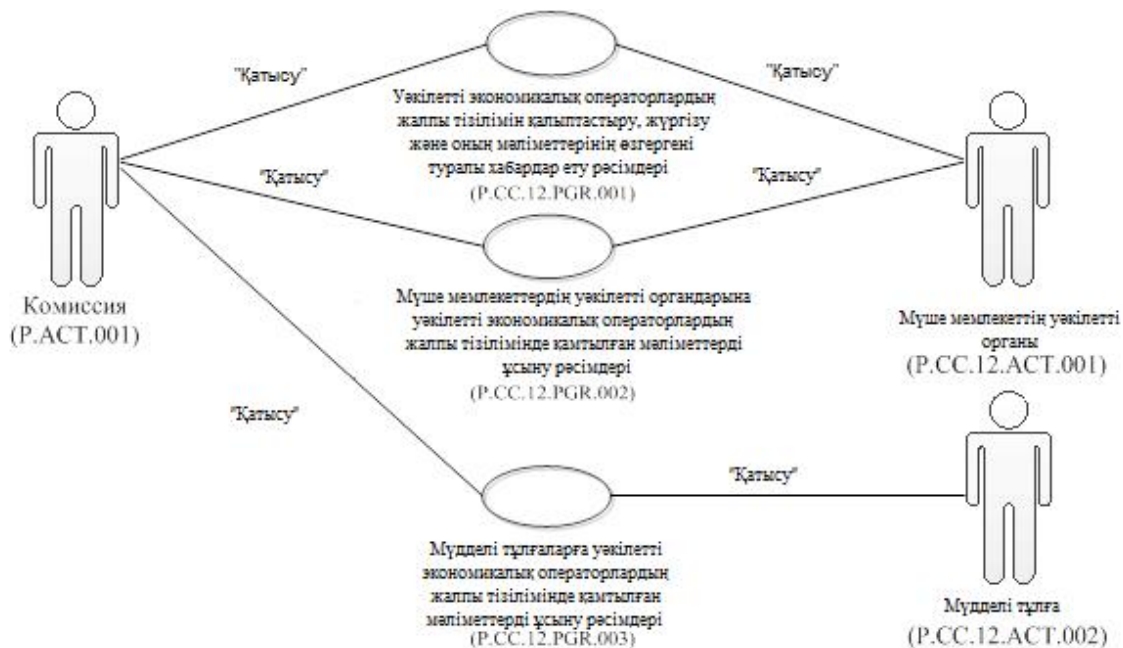 "Қатысу"
"Қатысу"
Уәкілетті экономикалық операторлардың
жалпы тізілімін қалыптастыру, жүргізу
және оның мәліметтерінің өзгергені
туралы хабардар ету рәсімдері
(P.CC.12.PGR.001)
"Қатысу"
"Қатысу"
Комиссия
(P.ACT.001)
Мүше мемлекеттердің уәкілетті органдарына
уәкілетті экономикалық операторлардың
жалпы тізілімінде қамтылған мәліметтерді
ұсыну рәсімдері
(P.CC.12.PGR.002)
Мүше мемлекеттің уәкілетті
органы
(P.CC.12.ACT.001)
"Қатысу"
"Қатысу"
Мүдделі тұлғаларға уәкілетті
экономикалық операторлардың
жалпы тізілімінде қамтылған
мәліметтерді ұсыну рәсімдері
(P.CC.12.PGR.003)
Мүдделі тұлға
(P.CC.12.ACT.002)